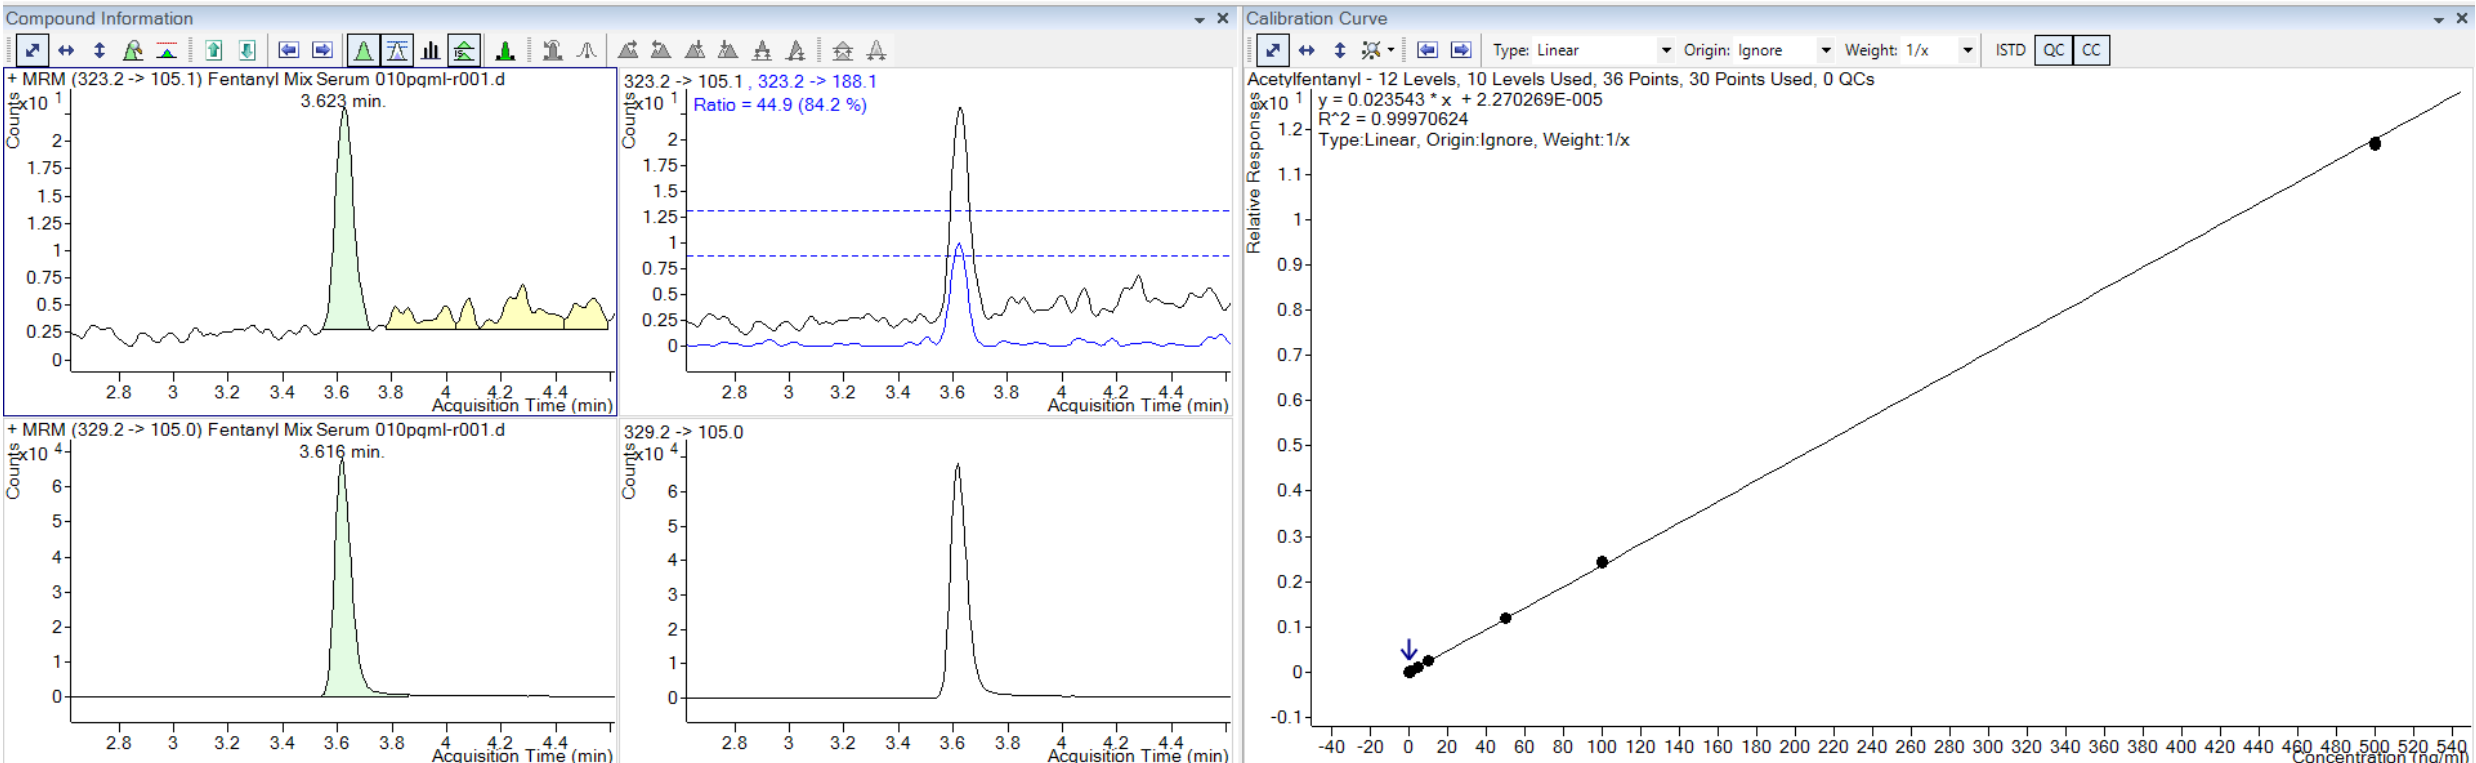 Compound Information
+ MRM (323.2 -> 105.1) Fentanyl Mix Serum 010pgml-r001.d
3.623 min.
Counts
x10 1
2
1.75
1.5
1.25
1
0.75
0.5
0.25
0
2.8 3 3.2 3.4 3.6 3.8 4 4.2 4.4
Acquisition Time (min)
323.2 -> 105.1 , 323.2 -> 188.1
Ratio = 44.9 (84.2 %)
Counts
x10 1
2
1.75
1.5
1.25
1
0.75
0.5
0.25
0
2.8 3 3.2 3.4 3.6 3.8 4 4.2 4.4
Acquisition Time (min)
+ MRM (329.2 -> 105.0) Fentanyl Mix Serum 010pgml-r001.d
3.616 min.
Counts
x10 4
6
5
4
3
2
1
0
2.8 3 3.2 3.4 3.6 3.8 4 4.2 4.4
Acquisition Time (min)
329.2 -> 105.0
Counts
x10 4
6
5
4
3
2
1
0
2.8 3 3.2 3.4 3.6 3.8 4 4.2 4.4
Acquisition Time (min)
Calibration Curve
Type: Linear Origin: Ignore Weight: 1/x ISTD QC CC
Acetylfentanyl - 12 Levels, 10 Levels Used, 36 Points, 30 Points Used, 0 QCs
y = 0.023543 * x + 2.270269E-005
R^2 = 0.99970624
Type:Linear, Origin:Ignore, Weight:1/x
Relative Responses
x10 1
1.2
1.1
1
0.9
0.8
0.7
0.6
0.5
0.4
0.3
0.2
0.1
0
-0.1
-40 -20 0 20 40 60 80 100 120 140 160 180 200 220 240 260 280 300 320 340 360 380 400 420 440 460 480 500 520 540
Concentration (ng/ml)